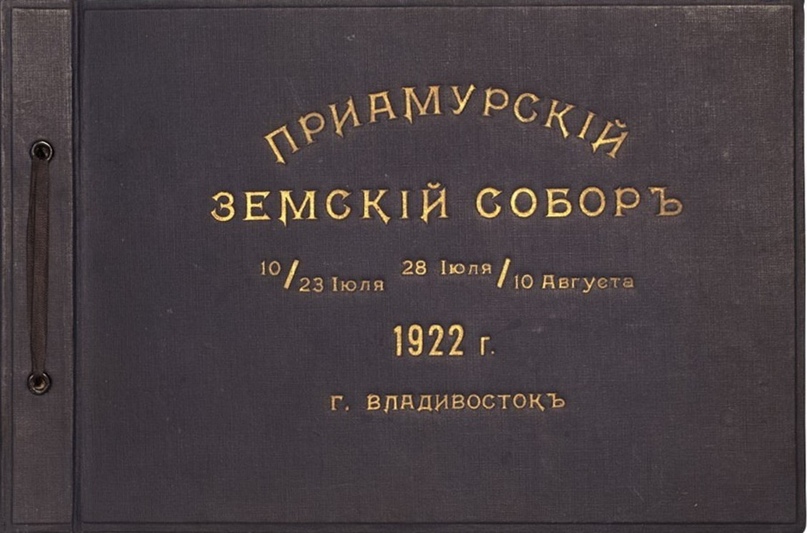 ПРИАМУРСКІЙ
ЗЕМСКІЙ СОБОРЪ
10/23 Іюля 28 Іюля/10 Августа
1922 г.
г. ВЛАДИВОСТОКЪ